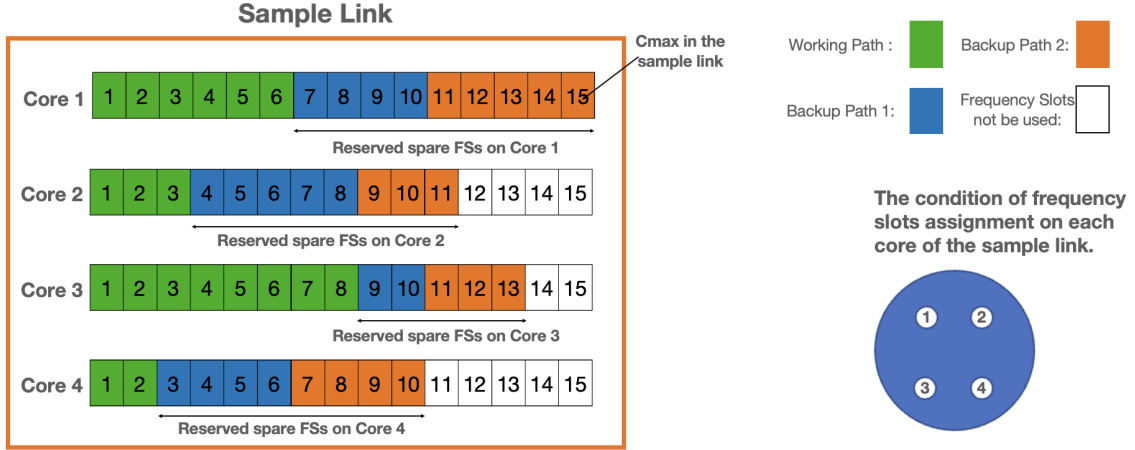 Sample Link
Cmax in the
sample link
Core 1 1 2 3 4 5 6 7 8 9 10 11 12 13 14 15
Reserved spare FSs on Core 1
Core 2 1 2 3 4 5 6 7 8 9 10 11 12 13 14 15
Reserved spare FSs on Core 2
Core 3 1 2 3 4 5 6 7 8 9 10 11 12 13 14 15
Reserved spare FSs on Core 3
Core 4 1 2 3 4 5 6 7 8 9 10 11 12 13 14 15
Reserved spare FSs on Core 4
Working Path :
Backup Path 2:
Backup Path 1:
Frequency Slots
not be used:
The condition of frequency
slots assignment on each
core of the sample link.
1 2
3 4